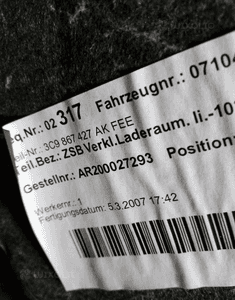 q.Nr.: 02 317 Fahrzeugnr.: 07104
eil-Nr.: 3C9 867 427 AK FEE
Teil.Bez.: ZSB Verkl.Laderaum. li.-10
Gestellnr.: AR200027293 Position:
Werkernr.: 1
Fertigungsdatum: 5.3.2007 17:42